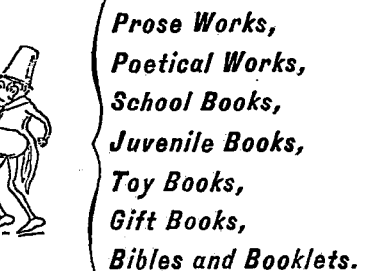 Prose Works,
Poetical Works,
School Books,
Juvenile Books,
Toy Books,
Gift Books,
Bibles and Booklets.